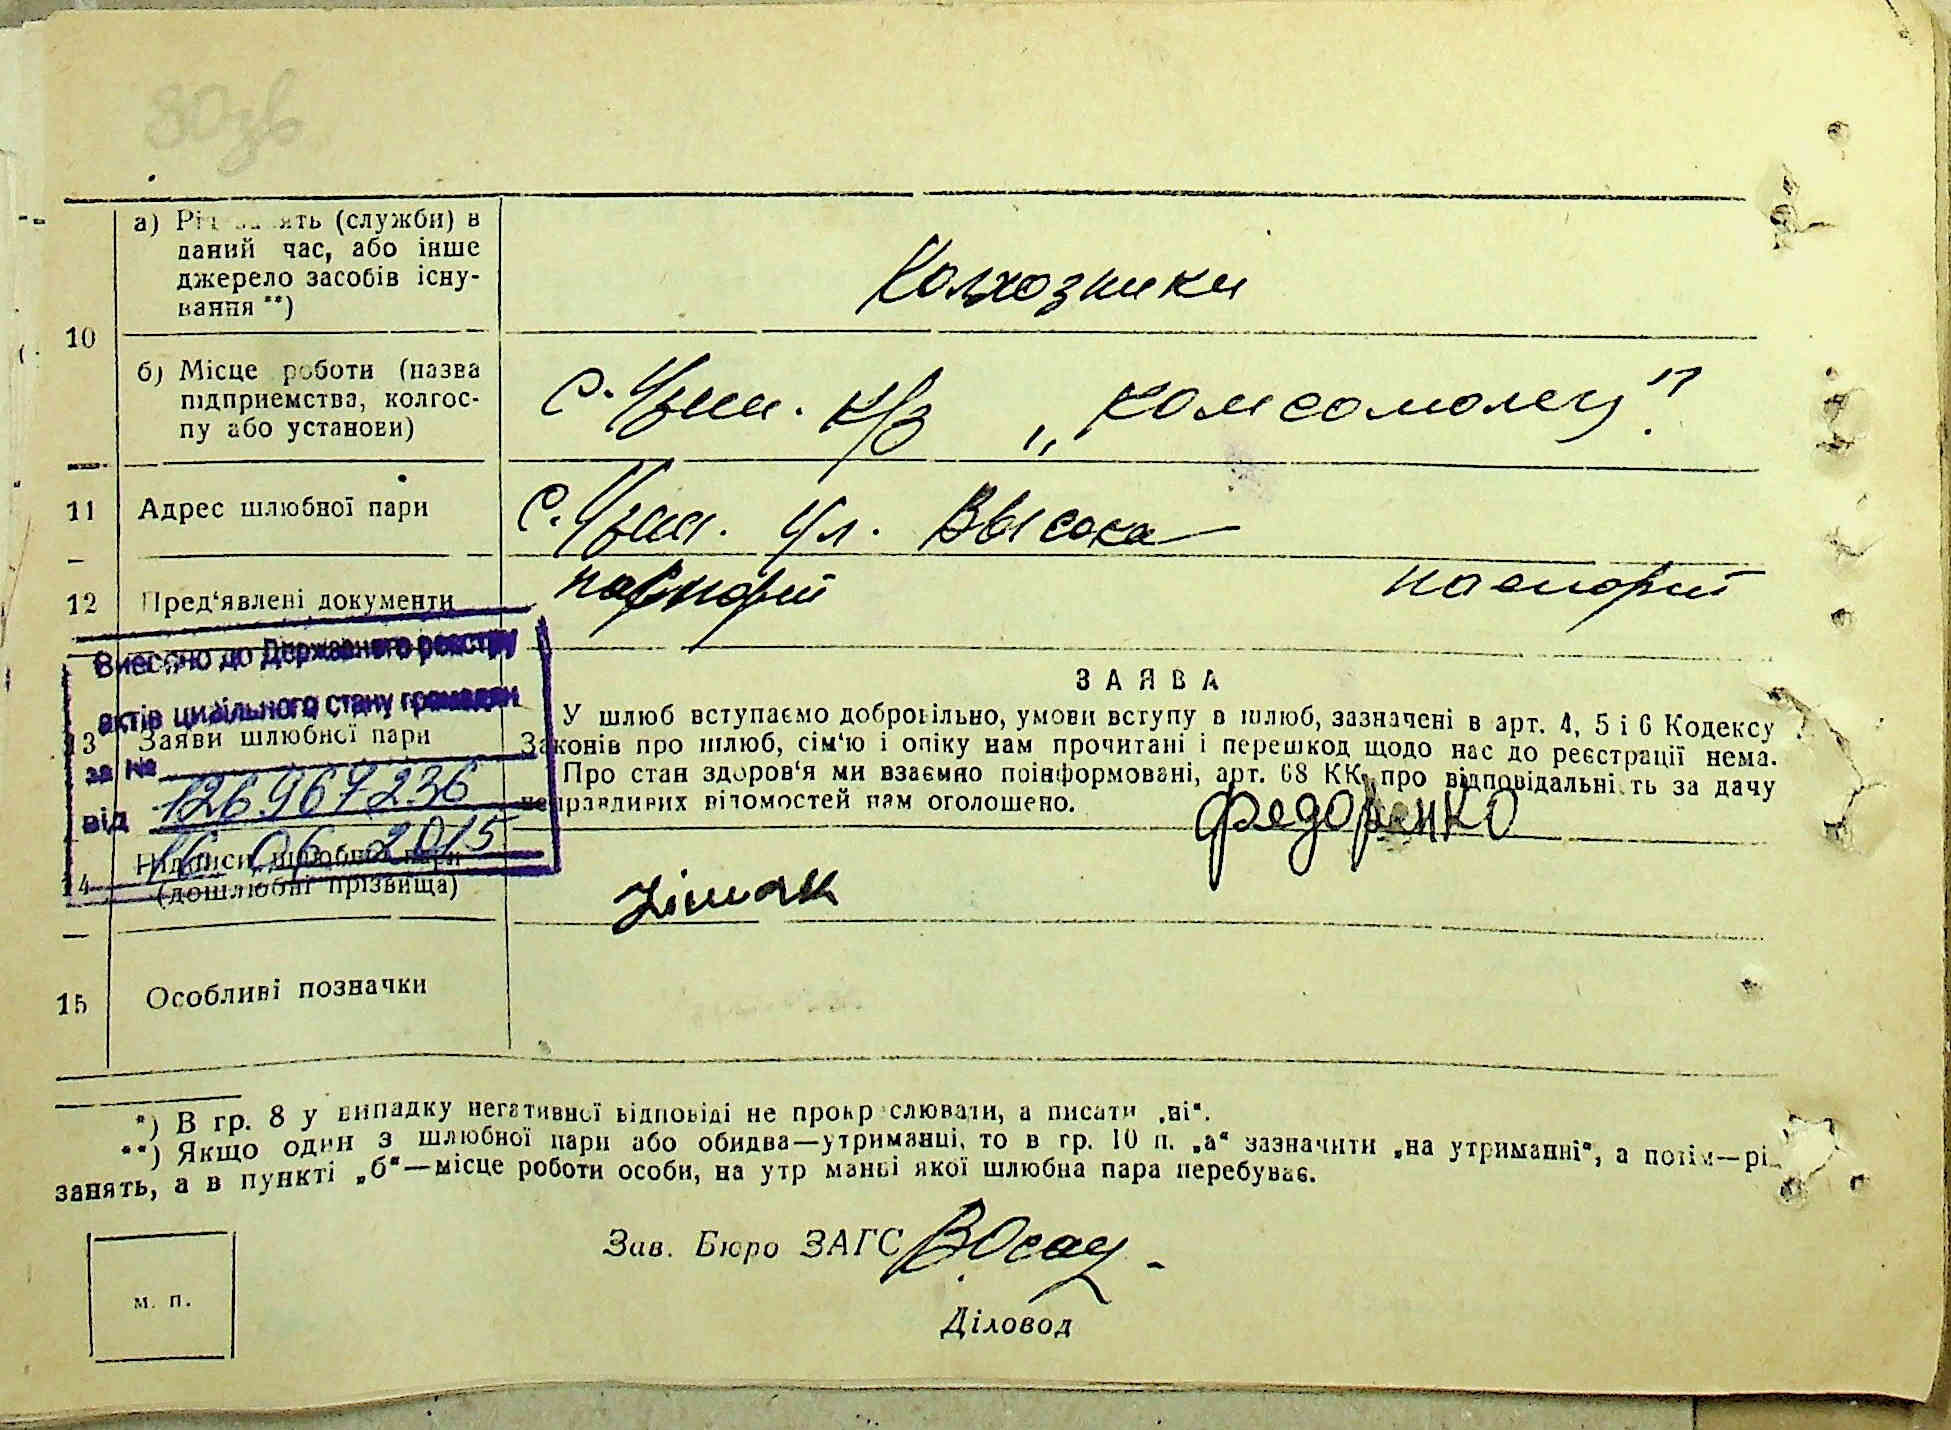 80зв
10
а) Рід занять (служби) в
даний час, або інше
джерело засобів існу-
вання **)
Колхозники
б) Місце роботи (назва
підприємства, колгос-
пу або установи)
к/з „Комсомолец"
11
Адрес шлюбної пари
ул. Высока
12
Пред'явлені документи
паспорт паспорт
Внесено до Державного реєстру
актів цивільного стану громадян
за №
126967236
від
16 06 2015
13
Заяви шлюбної пари
ЗАЯВА
У шлюб вступаємо добровільно, умови вступу в шлюб, зазначені в арт. 4, 5 і 6 Кодексу
Законів про шлюб, сім'ю і опіку нам прочитані і перешкод щодо нас до реєстрації нема.
Про стан здоров'я ми взаємно поінформовані, арт. 68 КК про відповідальність за дачу
неправдивих відомостей нам оголошено.
14
Підписи шлюбної пари
(дошлюбні прізвища)
Федоренко
15
Особливі позначки
*) В гр. 8 у випадку негативної відповіді не прокреслювати, а писати „ні".
**) Якщо один з шлюбної пари або обидва—утриманці, то в гр. 10 п. „а" зазначити „на утриманні", а потім—рі
занять, а в пункті „б"—місце роботи особи, на утриманні якої шлюбна пара перебуває.
Зав. Бюро ЗАГС
Діловод
м. п.